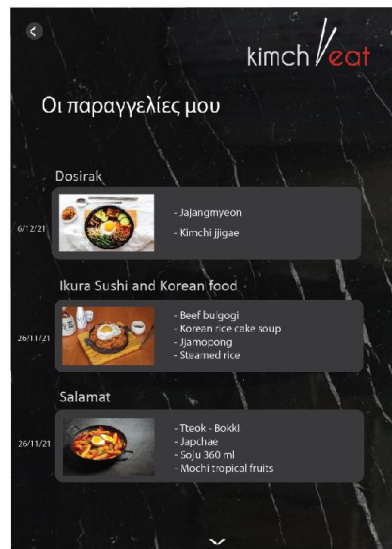 kimch eat
Οι παραγγελίες μου
Dosirak
6/12/21
- Jajangmyeon
- Kimchi jjigae
Ikura Sushi and Korean food
26/11/21
- Beef bulgogi
- Korean rice cake soup
- Jjamopong
- Steamed rice
Salamat
26/11/21
- Tteok - Bokki
- Japchae
- Soju 360 ml
- Mochi tropical fruits